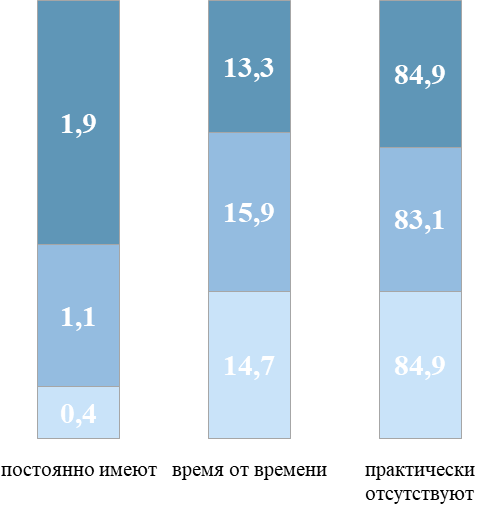 13,3
84,9
1,9
15,9
83,1
1,1
14,7
84,9
0,4
постоянно имеют
время от времени
практически
отсутствуют